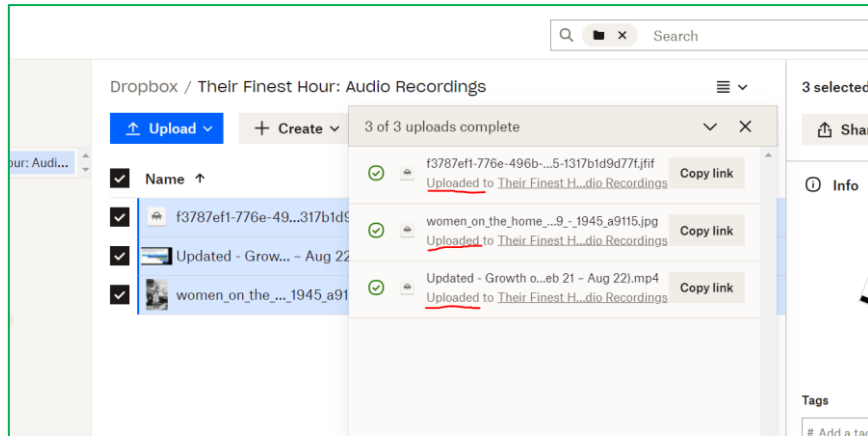 Search
Dropbox / Their Finest Hour: Audio Recordings
3 selected
Upload
Create
3 of 3 uploads complete
our: Audi...
Name
f3787ef1-776e-496b-...5-1317b1d9d77f.jfif
Uploaded to Their Finest H...dio Recordings
Copy link
Info
f3787ef1-776e-49...317b1d9
women_on_the_home_...9_-_1945_a9115.jpg
Uploaded to Their Finest H...dio Recordings
Copy link
Updated - Grow... – Aug 22
Updated - Growth o...eb 21 – Aug 22).mp4
Uploaded to Their Finest H...dio Recordings
Copy link
women_on_the_..._1945_a91
Tags
# Add a tag